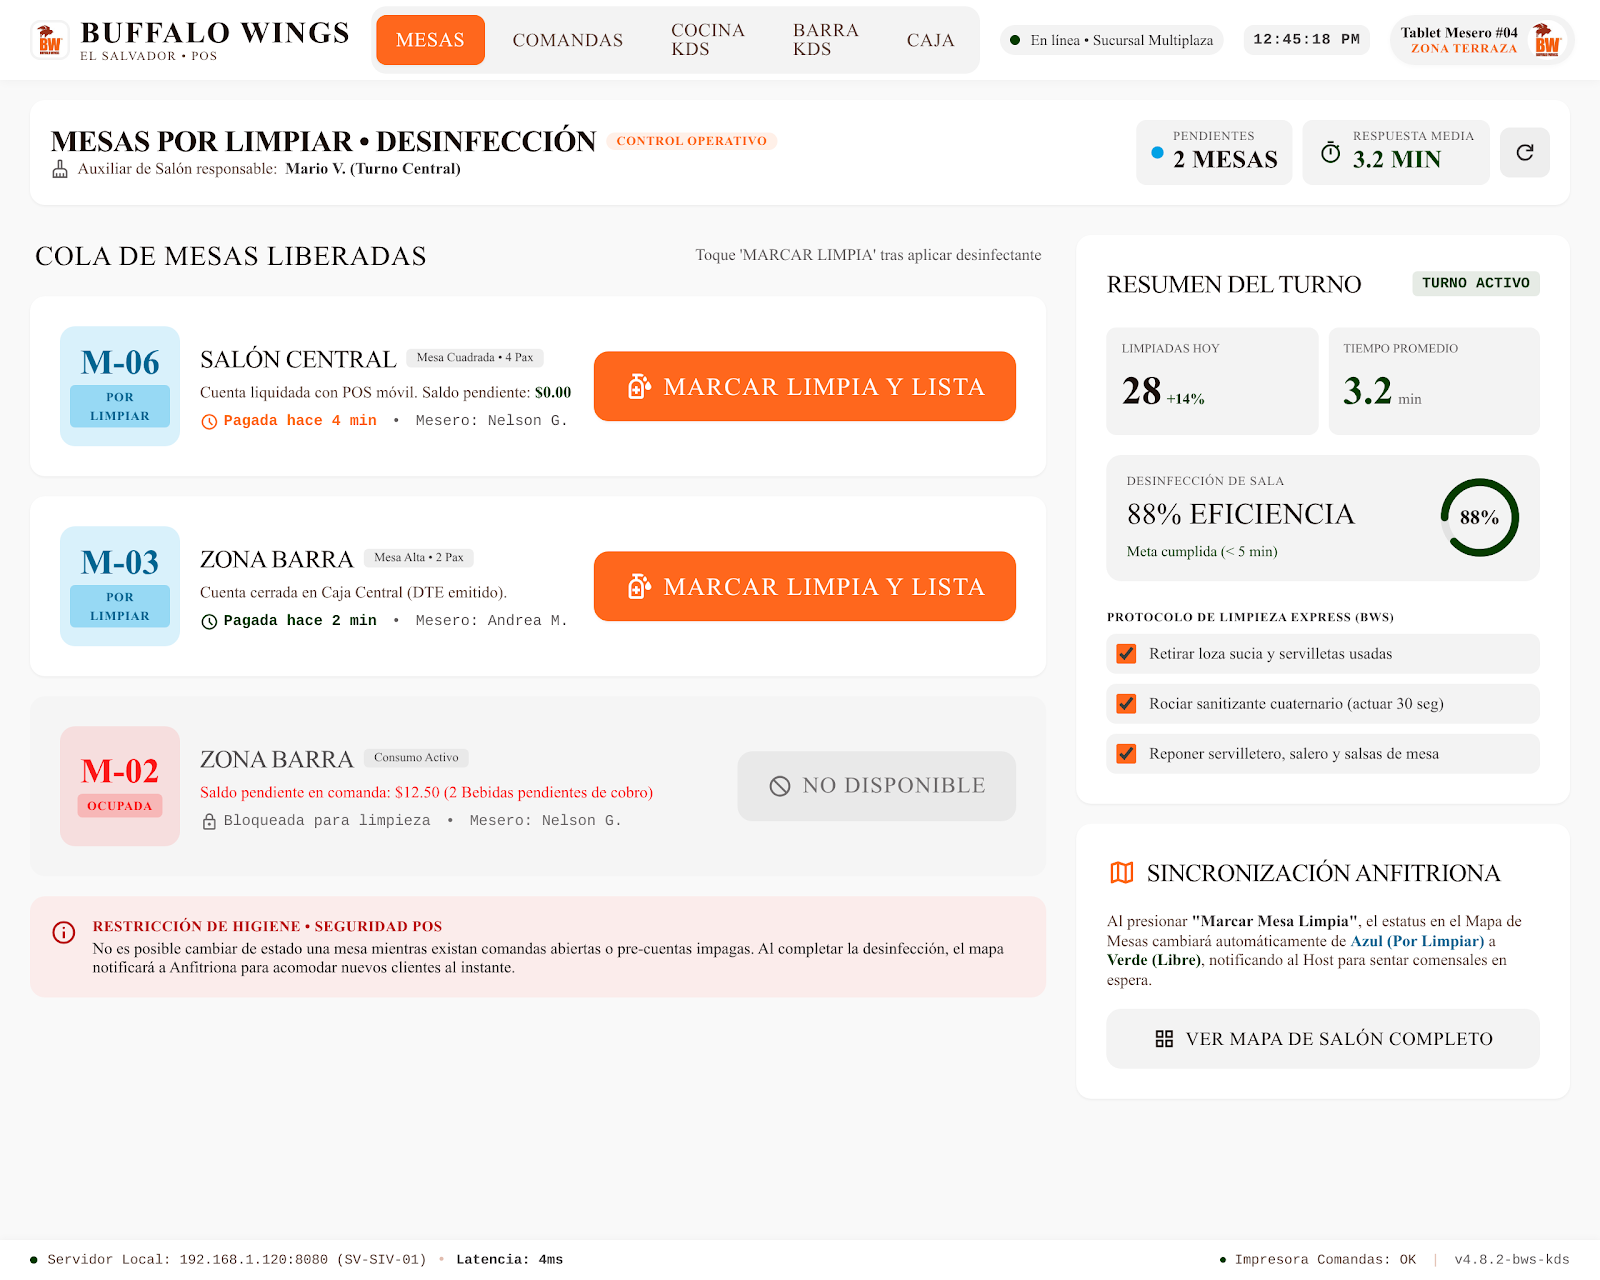 BW
BUFFALO WINGS
EL SALVADOR • POS
MESAS
COMANDAS
COCINA
KDS
BARRA
KDS
CAJA
En línea • Sucursal Multiplaza
12:45:18 PM
Tablet Mesero #04
ZONA TERRAZA
BW
MESAS POR LIMPIAR • DESINFECCIÓN
CONTROL OPERATIVO
Auxiliar de Salón responsable: Mario V. (Turno Central)
PENDIENTES
2 MESAS
RESPUESTA MEDIA
3.2 MIN
COLA DE MESAS LIBERADAS
Toque 'MARCAR LIMPIA' tras aplicar desinfectante
M-06
POR
LIMPIAR
SALÓN CENTRAL
Mesa Cuadrada • 4 Pax
Cuenta liquidada con POS móvil. Saldo pendiente: $0.00
Pagada hace 4 min • Mesero: Nelson G.
MARCAR LIMPIA Y LISTA
M-03
POR
LIMPIAR
ZONA BARRA
Mesa Alta • 2 Pax
Cuenta cerrada en Caja Central (DTE emitido).
Pagada hace 2 min • Mesero: Andrea M.
MARCAR LIMPIA Y LISTA
M-02
OCUPADA
ZONA BARRA
Consumo Activo
Saldo pendiente en comanda: $12.50 (2 Bebidas pendientes de cobro)
Bloqueada para limpieza • Mesero: Nelson G.
NO DISPONIBLE
RESTRICCIÓN DE HIGIENE • SEGURIDAD POS
No es posible cambiar de estado una mesa mientras existan comandas abiertas o pre-cuentas impagas. Al completar la desinfección, el mapa
notificará a Anfitriona para acomodar nuevos clientes al instante.
RESUMEN DEL TURNO
TURNO ACTIVO
LIMPIADAS HOY
28 +14%
TIEMPO PROMEDIO
3.2 min
DESINFECCIÓN DE SALA
88% EFICIENCIA
Meta cumplida (< 5 min)
88%
PROTOCOLO DE LIMPIEZA EXPRESS (BWS)
Retirar loza sucia y servilletas usadas
Rociar sanitizante cuaternario (actuar 30 seg)
Reponer servilletero, salero y salsas de mesa
SINCRONIZACIÓN ANFITRIONA
Al presionar "Marcar Mesa Limpia", el estatus en el Mapa de
Mesas cambiará automáticamente de Azul (Por Limpiar) a
Verde (Libre), notificando al Host para sentar comensales en
espera.
VER MAPA DE SALÓN COMPLETO
Servidor Local: 192.168.1.120:8080 (SV-SIV-01) • Latencia: 4ms
Impresora Comandas: OK | v4.8.2-bws-kds